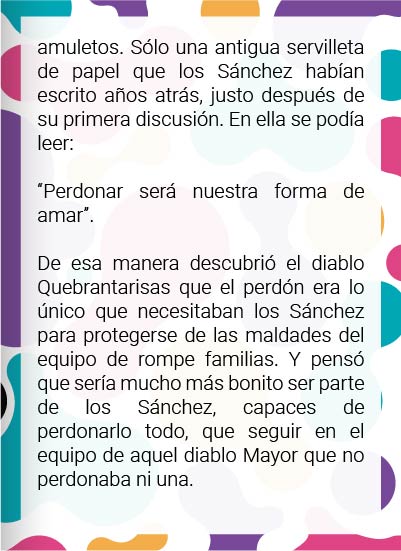 amuletos. Sólo una antigua servilleta
de papel que los Sánchez habían
escrito años atrás, justo después de
su primera discusión. En ella se podía
leer:
“Perdonar será nuestra forma de
amar”.
De esa manera descubrió el diablo
Quebrantarisas que el perdón era lo
único que necesitaban los Sánchez
para protegerse de las maldades del
equipo de rompe familias. Y pensó
que sería mucho más bonito ser parte
de los Sánchez, capaces de
perdonarlo todo, que seguir en el
equipo de aquel diablo Mayor que no
perdonaba ni una.